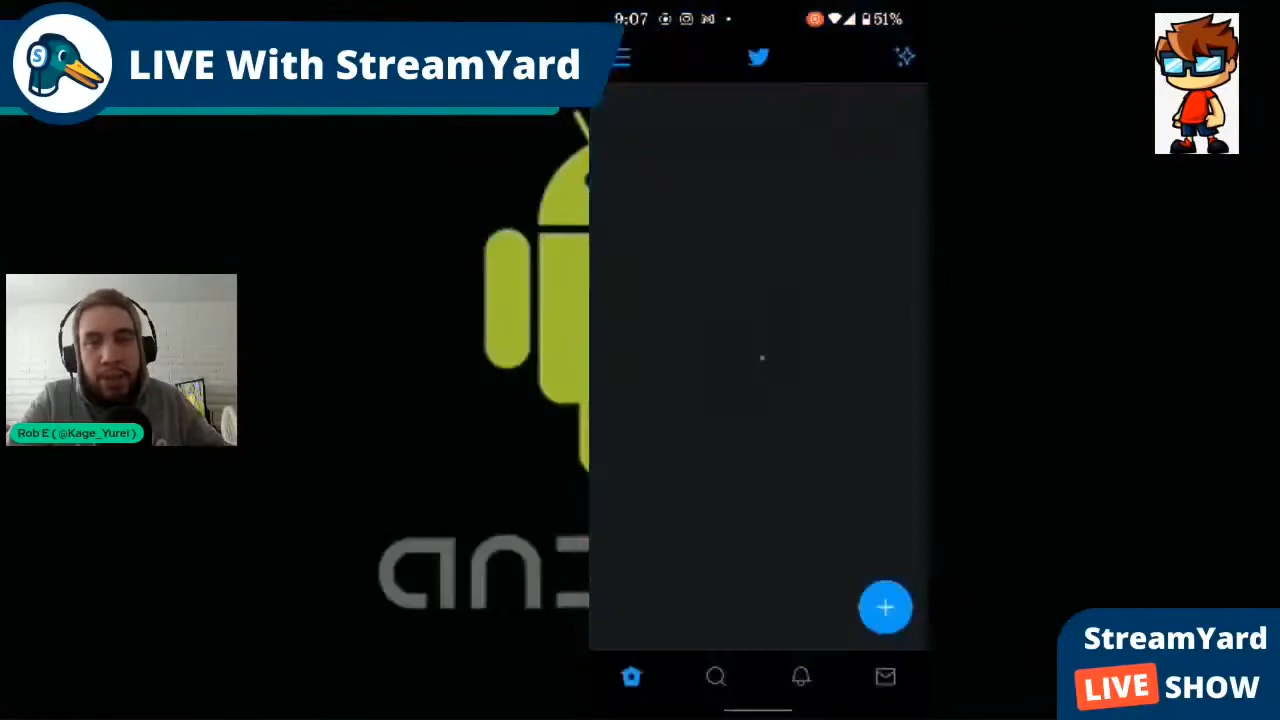 LIVE With StreamYard
S
9:07
51%
Rob E ( @Kage_Yurei )
StreamYard
LIVE SHOW